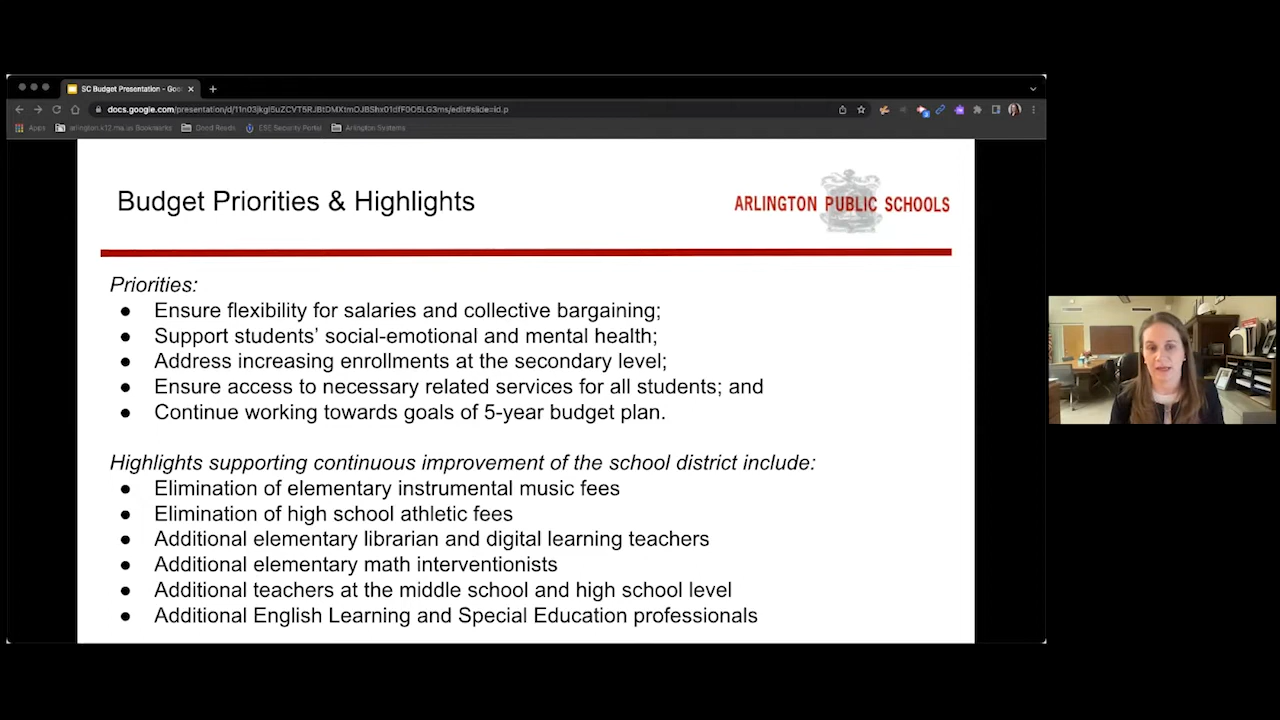 SC Budget Presentation - Goo
docs.google.com/presentation/d/
Apps arlington.k12.ma.us Bookmarks Good Reads ESE Security Portal Arlington Systems
Budget Priorities & Highlights
ARLINGTON PUBLIC SCHOOLS
Priorities:
● Ensure flexibility for salaries and collective bargaining;
● Support students’ social-emotional and mental health;
● Address increasing enrollments at the secondary level;
● Ensure access to necessary related services for all students; and
● Continue working towards goals of 5-year budget plan.
Highlights supporting continuous improvement of the school district include:
● Elimination of elementary instrumental music fees
● Elimination of high school athletic fees
● Additional elementary librarian and digital learning teachers
● Additional elementary math interventionists
● Additional teachers at the middle school and high school level
● Additional English Learning and Special Education professionals